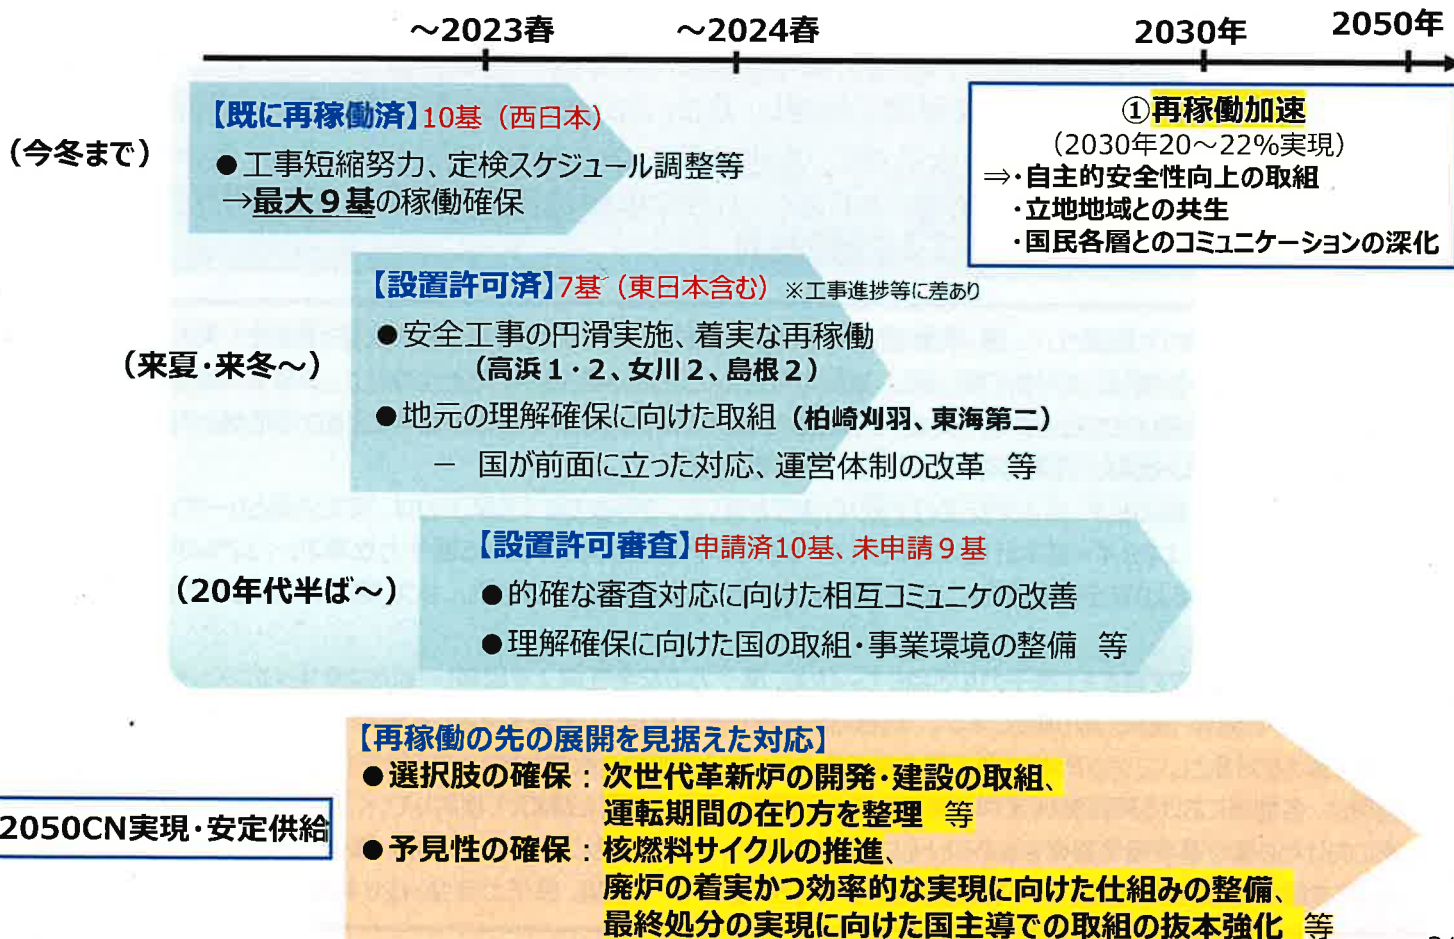 ～2023春
～2024春
2030年
2050年
(今冬まで)
【既に再稼働済】10基（西日本）
●工事短縮努力、定検スケジュール調整等
→最大９基の稼働確保
①再稼働加速
(2030年20～22%実現)
⇒・自主的安全性向上の取組
・立地地域との共生
・国民各層とのコミュニケーションの深化
(来夏・来冬～)
【設置許可済】7基（東日本含む）※工事進捗等に差あり
●安全工事の円滑実施、着実な再稼働
（高浜１・２、女川２、島根２）
●地元の理解確保に向けた取組（柏崎刈羽、東海第二）
－ 国が前面に立った対応、運営体制の改革 等
(20年代半ば～)
【設置許可審査】申請済10基、未申請９基
●的確な審査対応に向けた相互コミュニケの改善
●理解確保に向けた国の取組・事業環境の整備 等
2050CN実現・安定供給
【再稼働の先の展開を見据えた対応】
●選択肢の確保：次世代革新炉の開発・建設の取組、
運転期間の在り方を整理 等
●予見性の確保：核燃料サイクルの推進、
廃炉の着実かつ効率的な実現に向けた仕組みの整備、
最終処分の実現に向けた国主導での取組の抜本強化 等